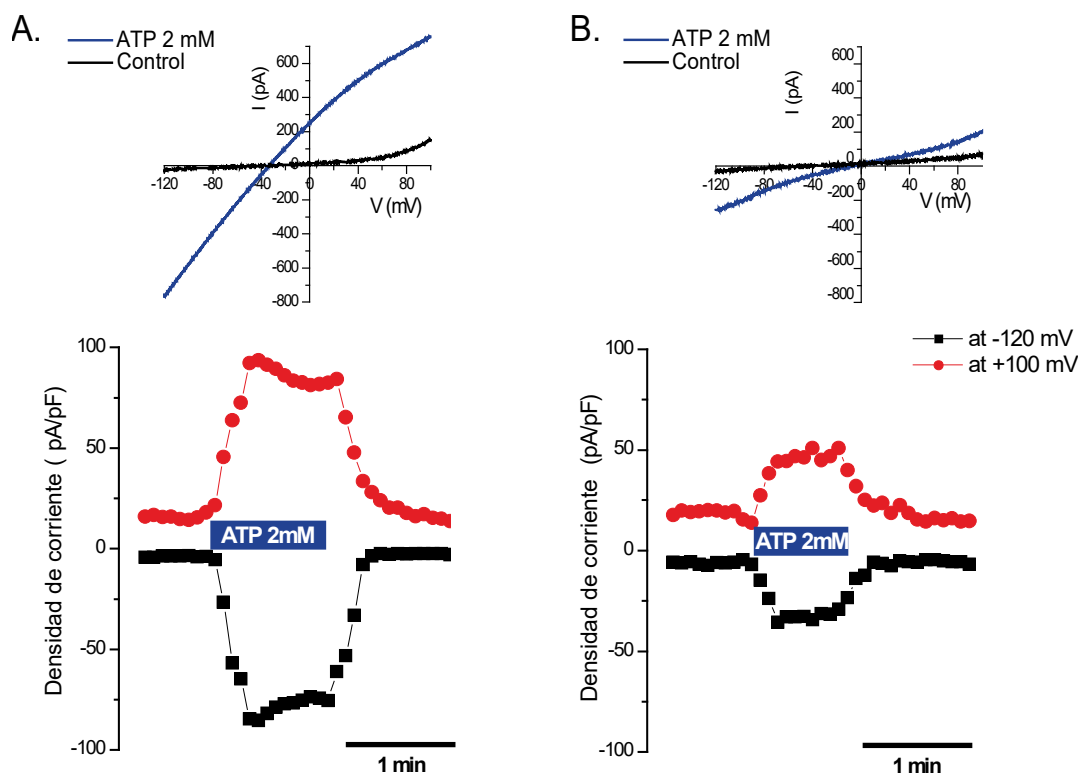 A.
ATP 2 mM
Control
I (pA)
600
400
200
0
-200
-400
-600
-800
-120
-80
-40
0
40
80
V (mV)
B.
ATP 2 mM
Control
I (pA)
600
400
200
0
-200
-400
-600
-800
-120
-80
-40
0
40
80
V (mV)
Densidad de corriente ( pA/pF)
100
50
0
-50
-100
ATP 2mM
1 min
Densidad de corriente (pA/pF)
100
50
0
-50
-100
ATP 2mM
at -120 mV
at +100 mV
1 min